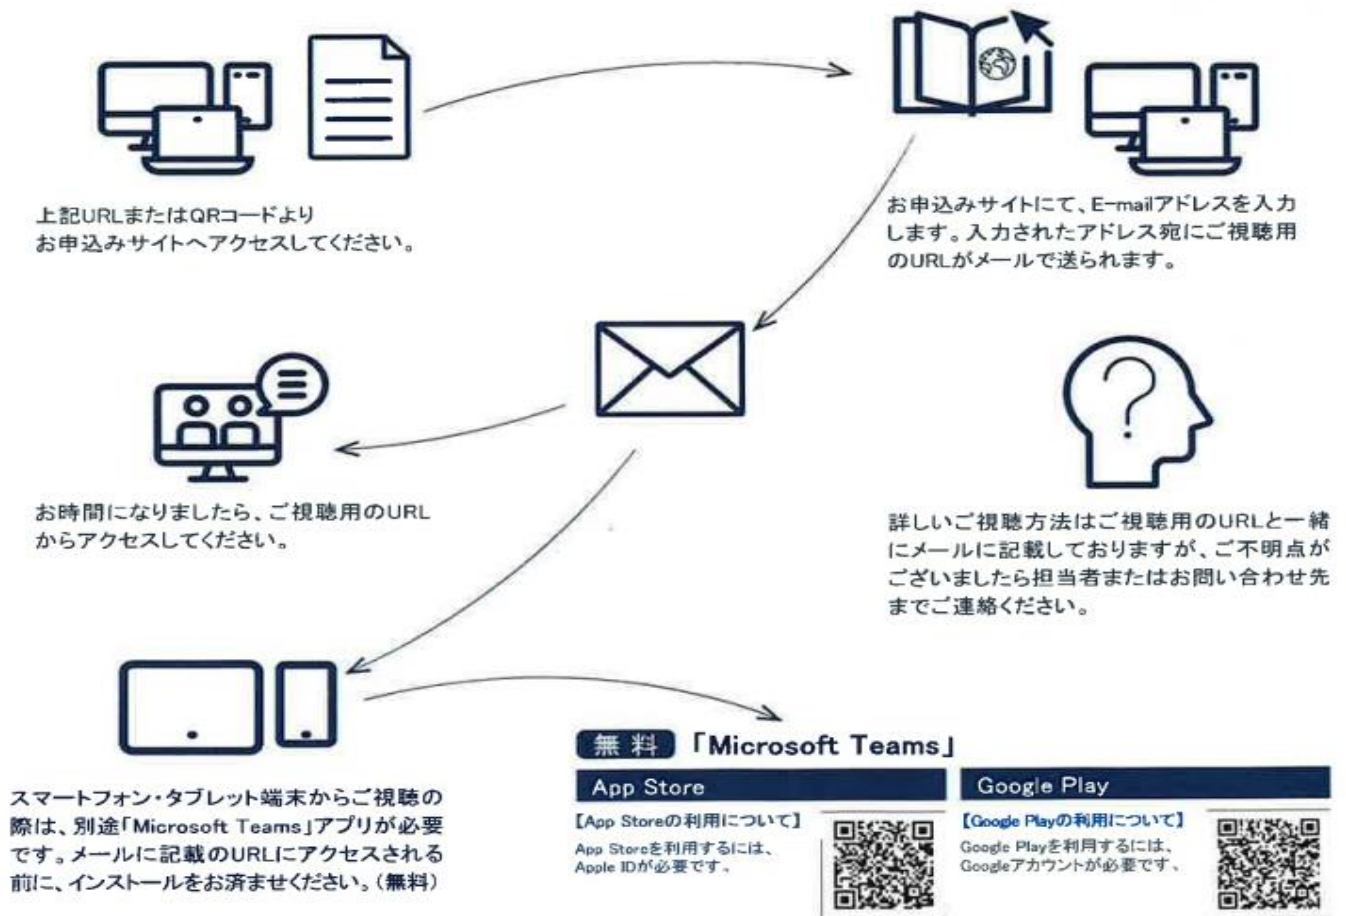 上記URLまたはQRコードより
お申込みサイトへアクセスしてください。
お申込みサイトにて、E-mailアドレスを入力
します。入力されたアドレス宛にご視聴用
のURLがメールで送られます。
お時間になりましたら、ご視聴用のURL
からアクセスしてください。
詳しいご視聴方法はご視聴用のURLと一緒
にメールに記載しておりますが、ご不明点が
ございましたら担当者またはお問い合わせ先
までご連絡ください。
スマートフォン・タブレット端末からご視聴の
際は、別途「Microsoft Teams」アプリが必要
です。メールに記載のURLにアクセスされる
前に、インストールをお済ませください。(無料)
無料「Microsoft Teams」
App Store
【App Storeの利用について】
App Storeを利用するには、
Apple IDが必要です。
Google Play
【Google Playの利用について】
Google Playを利用するには、
Googleアカウントが必要です、